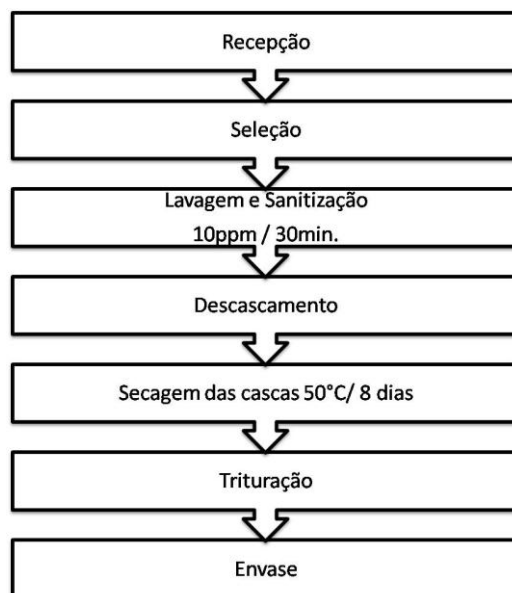 Recepção
Seleção
Lavagem e Sanitização
10ppm / 30min.
Descascamento
Secagem das cascas 50°C/ 8 dias
Trituração
Envase